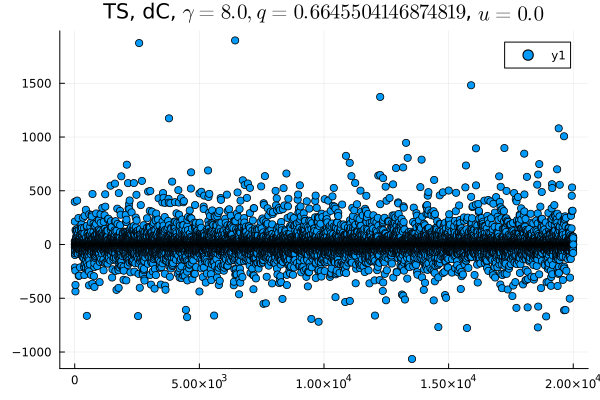 TS, dC, γ = 8.0, q = 0.6645504146874819, u = 0.0
y1
1500
1000
500
0
−500
−1000
0 5.00×10³ 1.00×10⁴ 1.50×10⁴ 2.00×10⁴